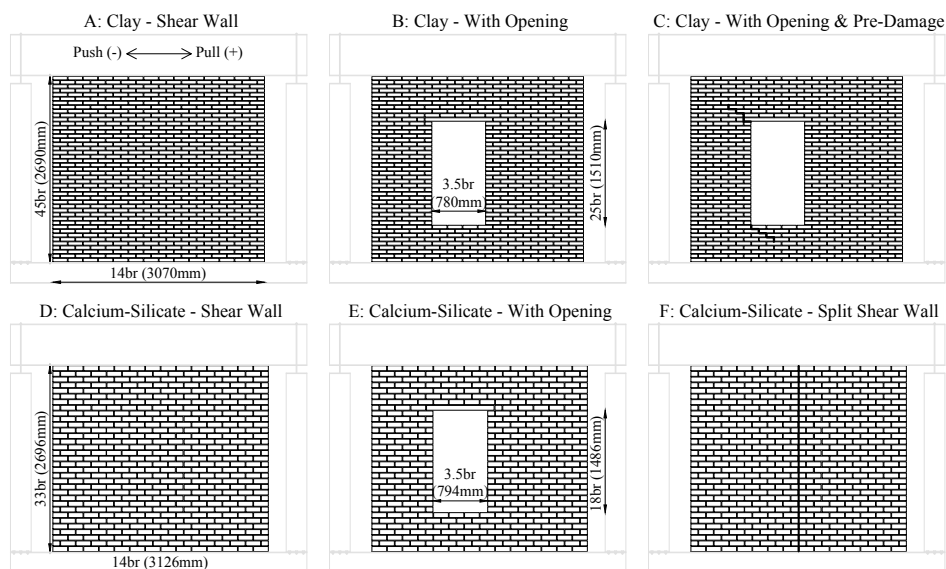 A: Clay - Shear Wall
B: Clay - With Opening
C: Clay - With Opening & Pre-Damage
Push (-)
Pull (+)
45br (2690mm)
14br (3070mm)
3.5br
(780mm)
25br (1510mm)
D: Calcium-Silicate - Shear Wall
E: Calcium-Silicate - With Opening
F: Calcium-Silicate - Split Shear Wall
33br (2696mm)
14br (3126mm)
3.5br
(794mm)
18br (1486mm)